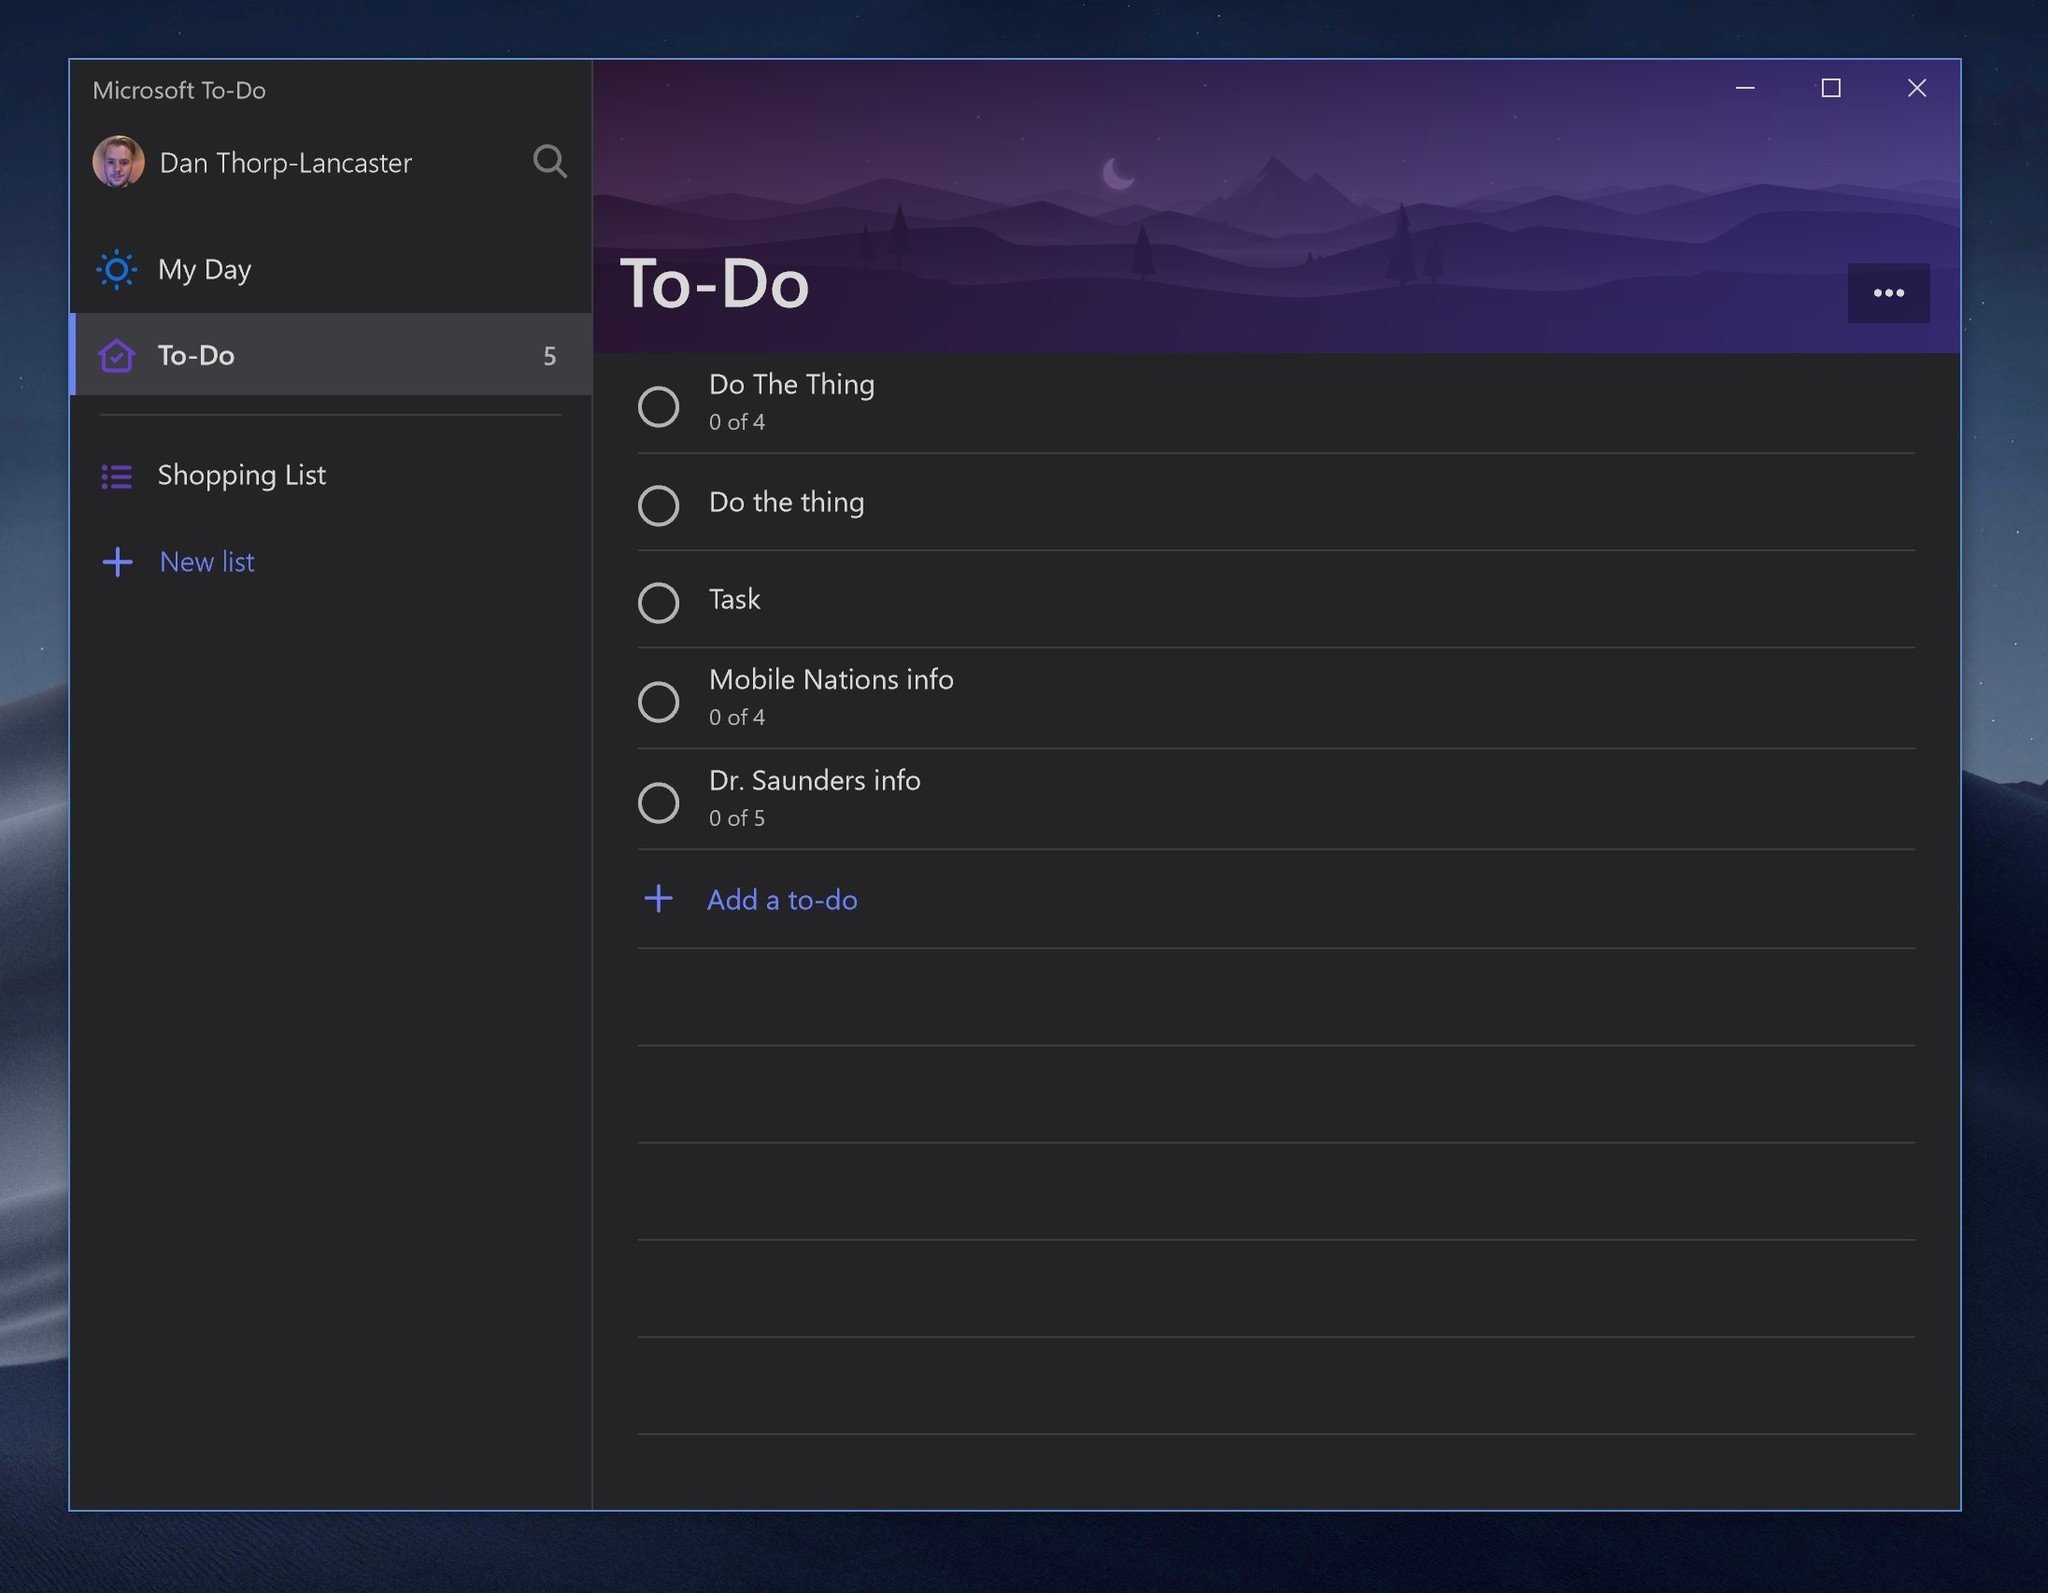 Microsoft To-Do
Dan Thorp-Lancaster
My Day
To-Do 5
Shopping List
New list
To-Do
Do The Thing
0 of 4
Do the thing
Task
Mobile Nations info
0 of 4
Dr. Saunders info
0 of 5
Add a to-do